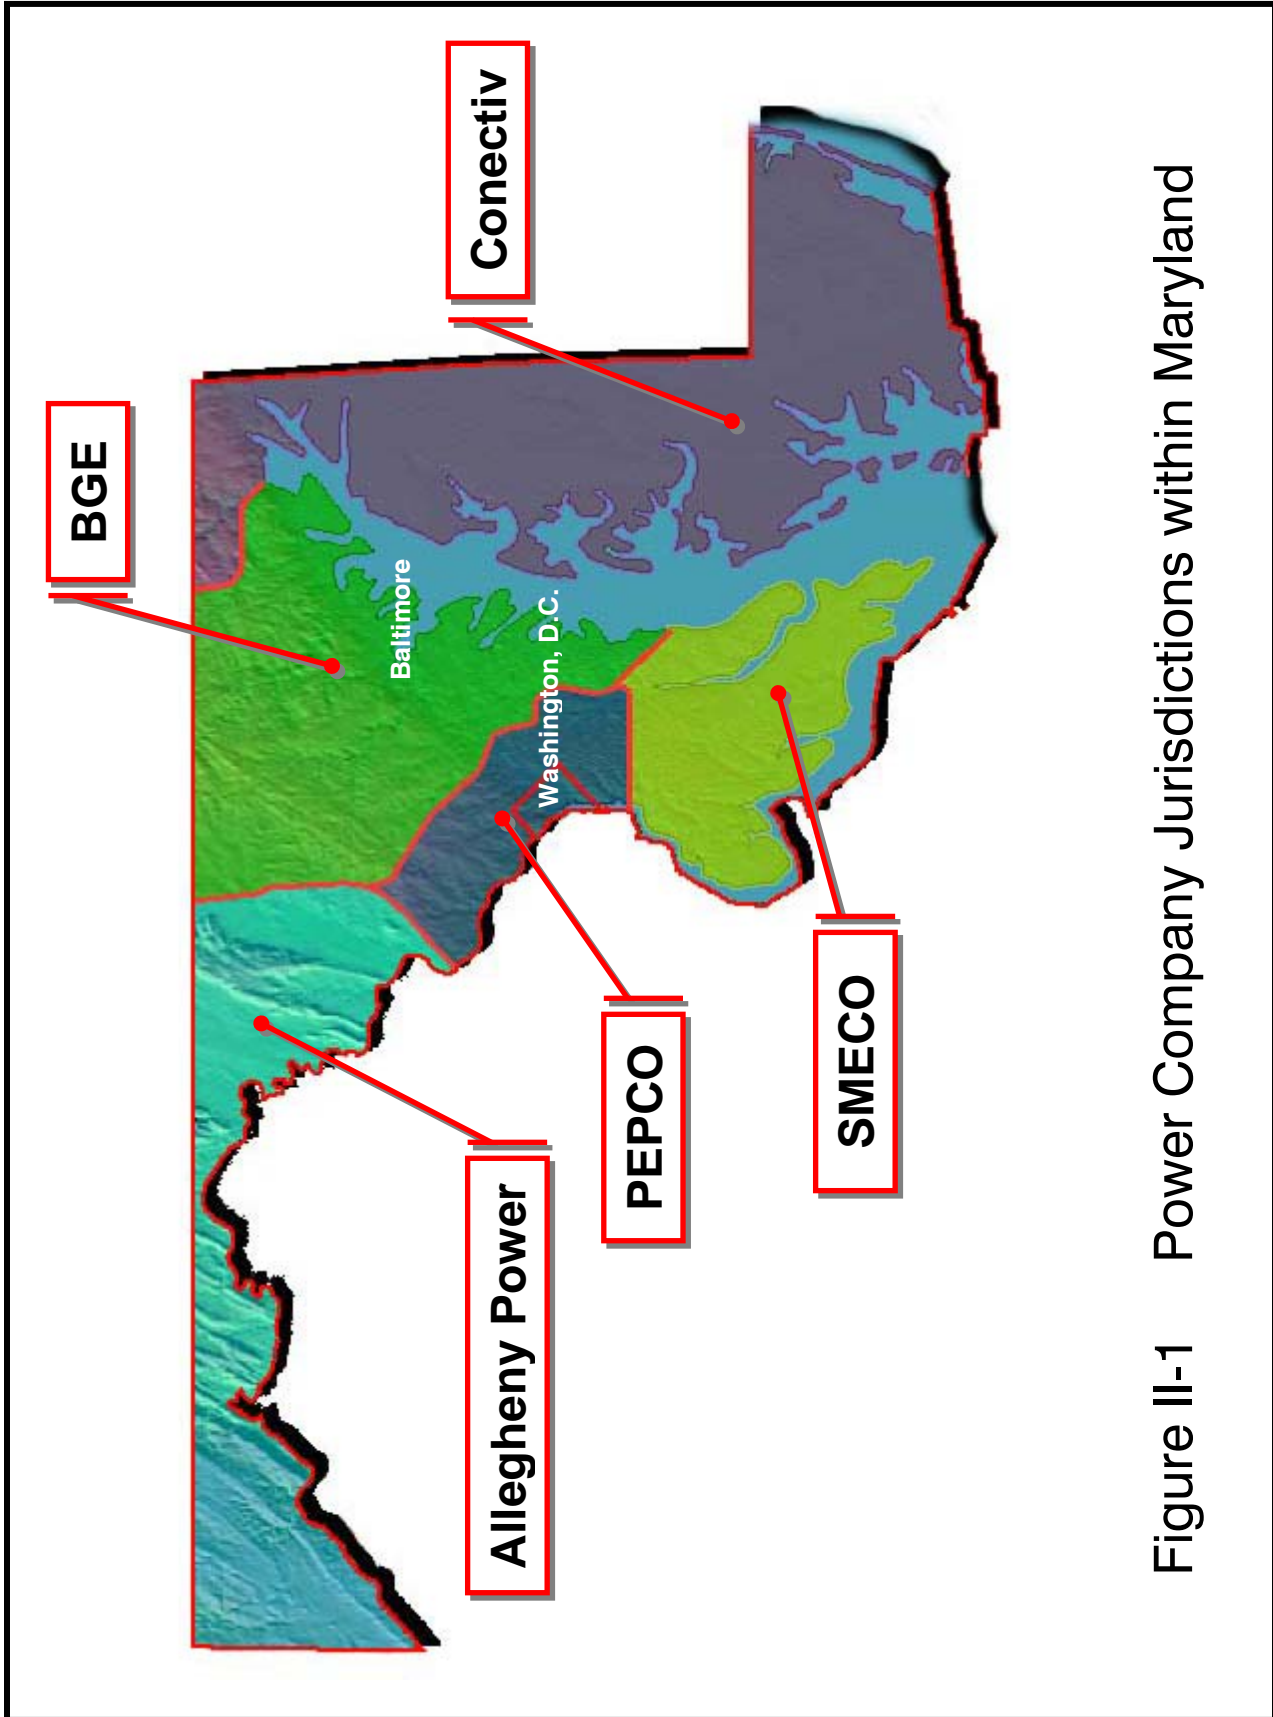 BGE
Conectiv
Baltimore
Washington, D.C.
Allegheny Power
PEPCO
SMECO
Figure II-1 Power Company Jurisdictions within Maryland